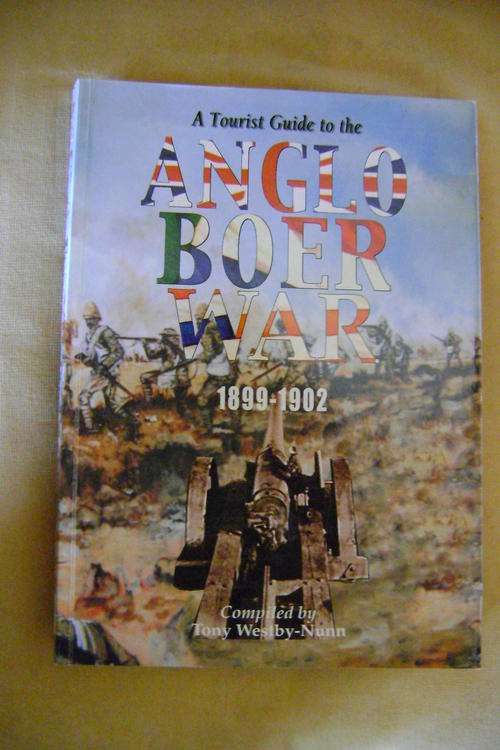 A Tourist Guide to the
ANGLO
BOER
WAR
1899-1902
Compiled by
Tony Westby-Nunn